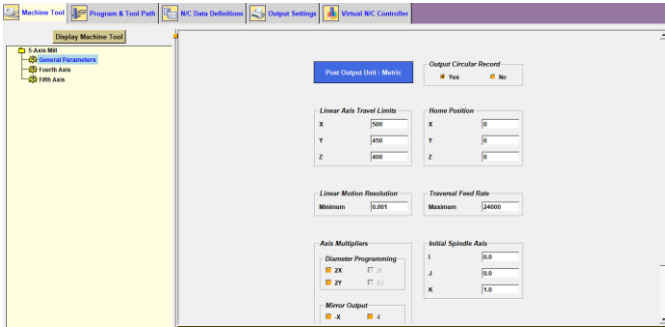 Machine Tool Program & Tool Path N/C Data Definitions Output Settings Virtual N/C Controller
Display Machine Tool
5-Axis Mill
General Parameters
Fourth Axis
Fifth Axis
Post Output Unit : Metric
Output Circular Record
Yes No
Linear Axis Travel Limits
X 500
Y 450
Z 400
Home Position
X 0
Y 0
Z 0
Linear Motion Resolution
Minimum 0.001
Traversal Feed Rate
Maximum 24000
Axis Multipliers
Diameter Programming
2X 2I
2Y 2J
Mirror Output
-X -I
Initial Spindle Axis
I 0.0
J 0.0
K 1.0